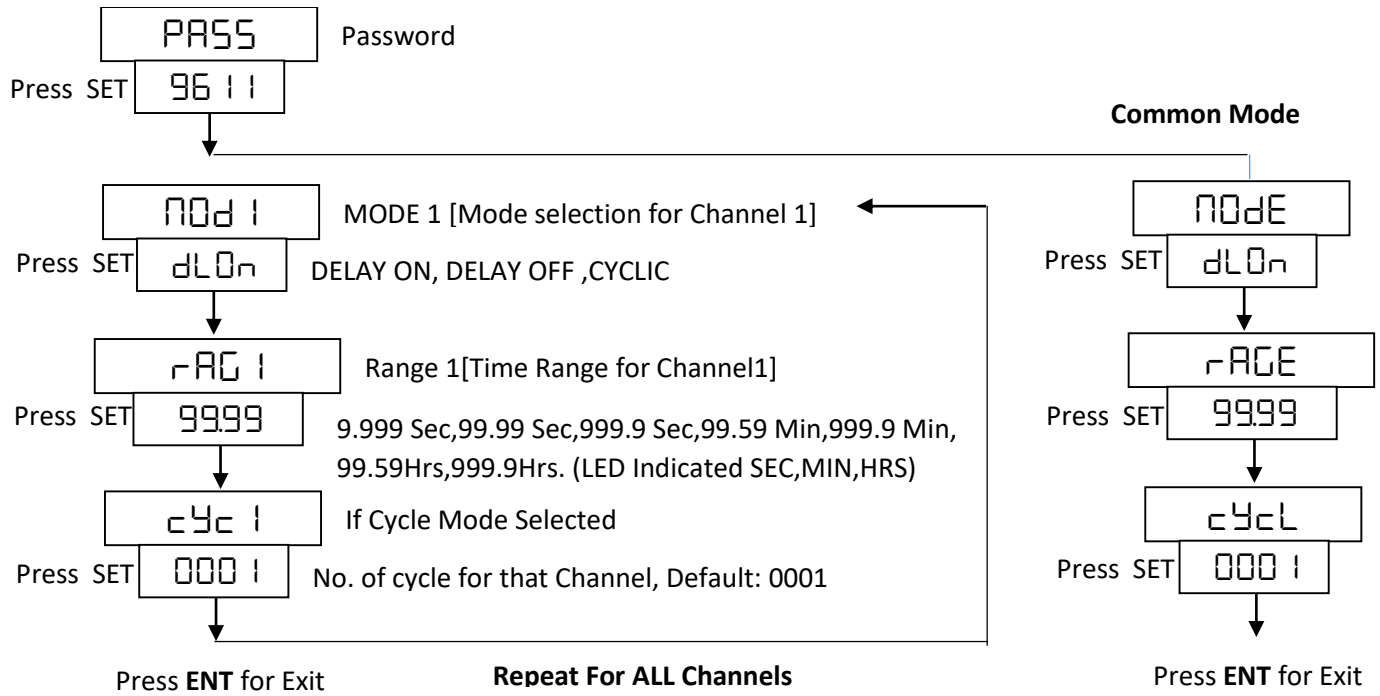 PASS Password
Press SET 9611
Common Mode
MOd1 MODE 1 [Mode selection for Channel 1] MOdE
Press SET dLOn DELAY ON, DELAY OFF ,CYCLIC Press SET dLOn
rAG1 Range 1[Time Range for Channel1] rAGE
Press SET 99.99 9.999 Sec,99.99 Sec,999.9 Sec,99.59 Min,999.9 Min, Press SET 99.99
99.59Hrs,999.9Hrs. (LED Indicated SEC,MIN,HRS)
cYc1 If Cycle Mode Selected cYcL
Press SET 0001 No. of cycle for that Channel, Default: 0001 Press SET 0001
Press ENT for Exit Repeat For ALL Channels Press ENT for Exit